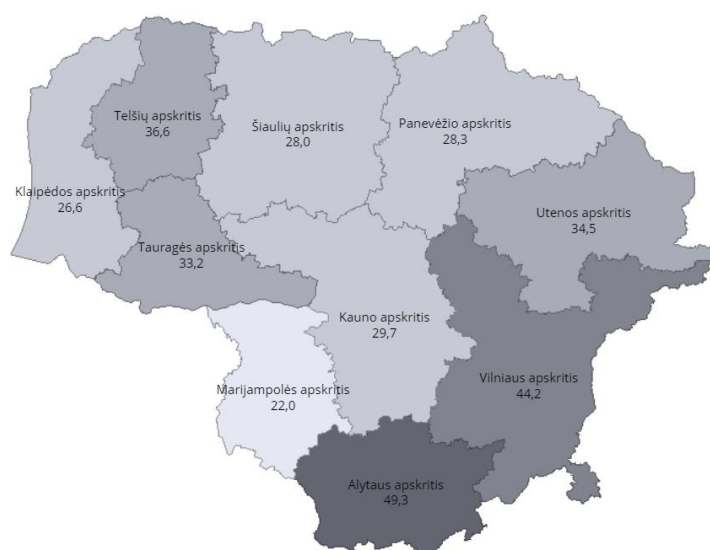 Telšių apskritis
36,6
Šiaulių apskritis
28,0
Panevėžio apskritis
28,3
Klaipėdos apskritis
26,6
Utenos apskritis
34,5
Tauragės apskritis
33,2
Kauno apskritis
29,7
Vilniaus apskritis
44,2
Marijampolės apskritis
22,0
Alytaus apskritis
49,3